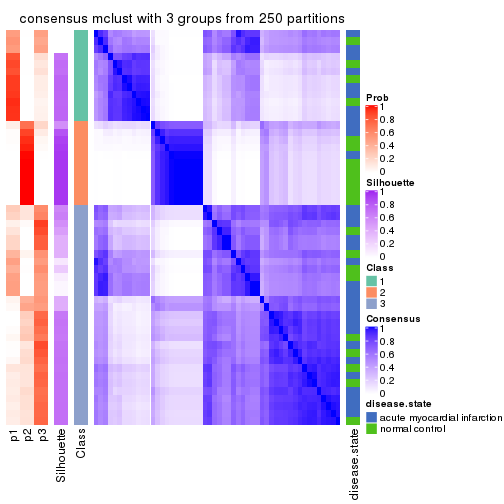 consensus mclust with 3 groups from 250 partitions
Prob
1
0.8
0.6
0.4
0.2
0
Silhouette
1
0.8
0.6
0.4
0.2
0
Class
1
2
3
Consensus
1
0.8
0.6
0.4
0.2
0
disease.state
acute myocardial infarction
normal control
p1
p2
p3
Silhouette
Class
disease.state